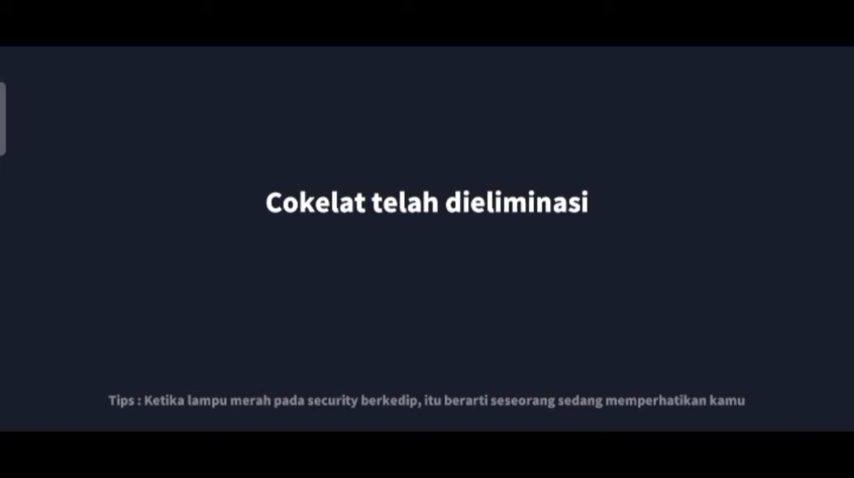 Cokelat telah dieliminasi
Tips : Ketika lampu merah pada security berkedip, itu berarti seseorang sedang memperhatikan kamu